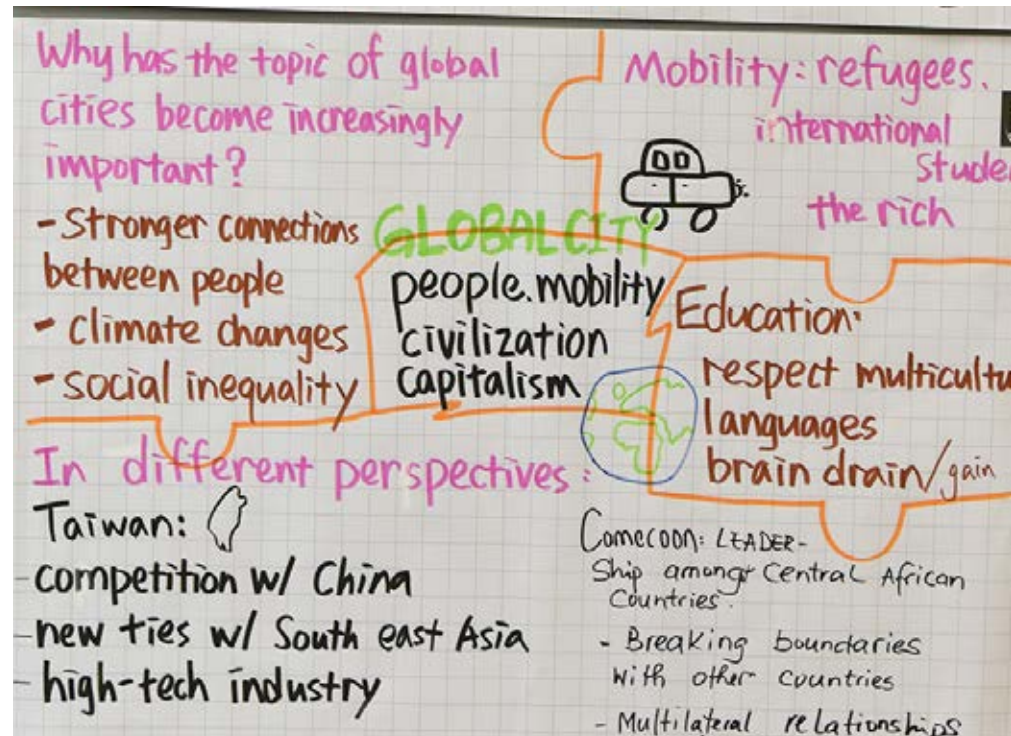 Why has the topic of global
cities become increasingly
important?
- Stronger connections
between people
- Climate changes
- social inequality
GLOBAL CITY
people. mobility
civilization
capitalism
Mobility: refugees.
international
Stude
the rich
Education:
respect multicultu
languages
brain drain/gain
In different perspectives:
Taiwan:
- competition w/ China
- new ties w/ South east Asia
- high-tech industry
Comecoon: LEADER-
Ship amongst Central African
Countries.
- Breaking boundaries
with other countries
- Multilateral relationships